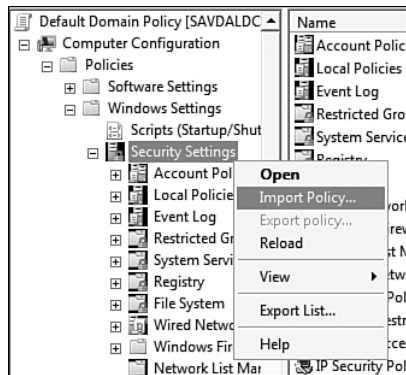 Default Domain Policy [SAVDALDC
Computer Configuration
Policies
Software Settings
Windows Settings
Scripts (Startup/Shut
Security Settings
Account Pol
Local Policie
Event Log
Restricted Gr
System Servi
Registry
File System
Wired Netwo
Windows Fir
Network List Mar
Name
Account Polic
Local Policies
Event Log
Restricted Gro
System Service
Registry
IP Security Pol
Open
Import Policy...
Export policy...
Reload
View
Export List...
Help